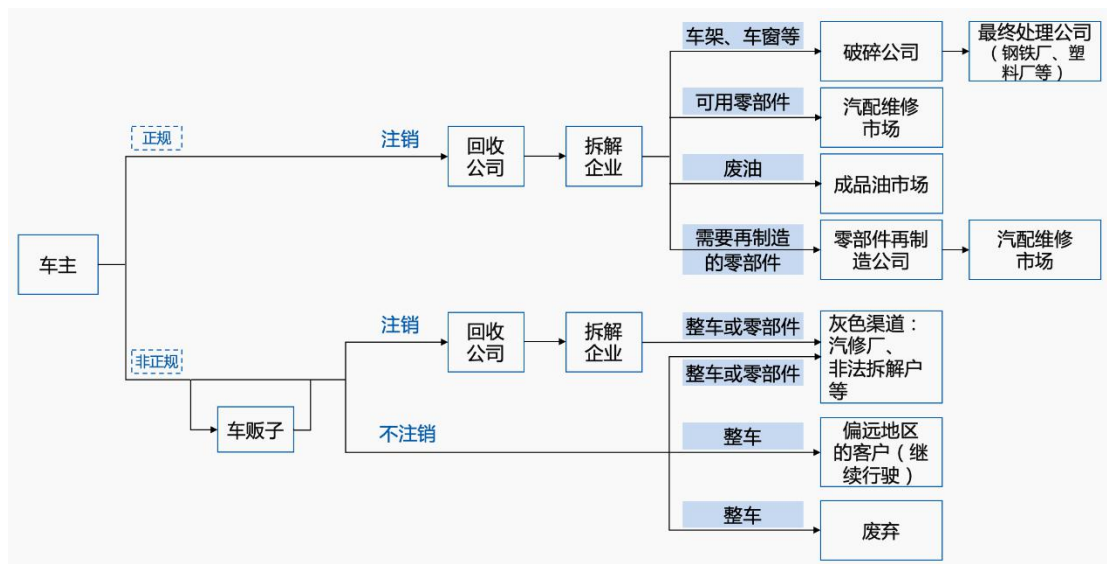 车主
正规
注销
回收
公司
拆解
企业
车架、车窗等
破碎公司
最终处理公司
（钢铁厂、塑
料厂等）
可用零部件
汽配维修
市场
废油
成品油市场
需要再制造
的零部件
零部件再制
造公司
汽配维修
市场
非正规
车贩子
注销
回收
公司
拆解
企业
整车或零部件
整车或零部件
灰色渠道：
汽修厂、
非法拆解户
等
不注销
整车
偏远地区
的客户（继
续行驶）
整车
废弃